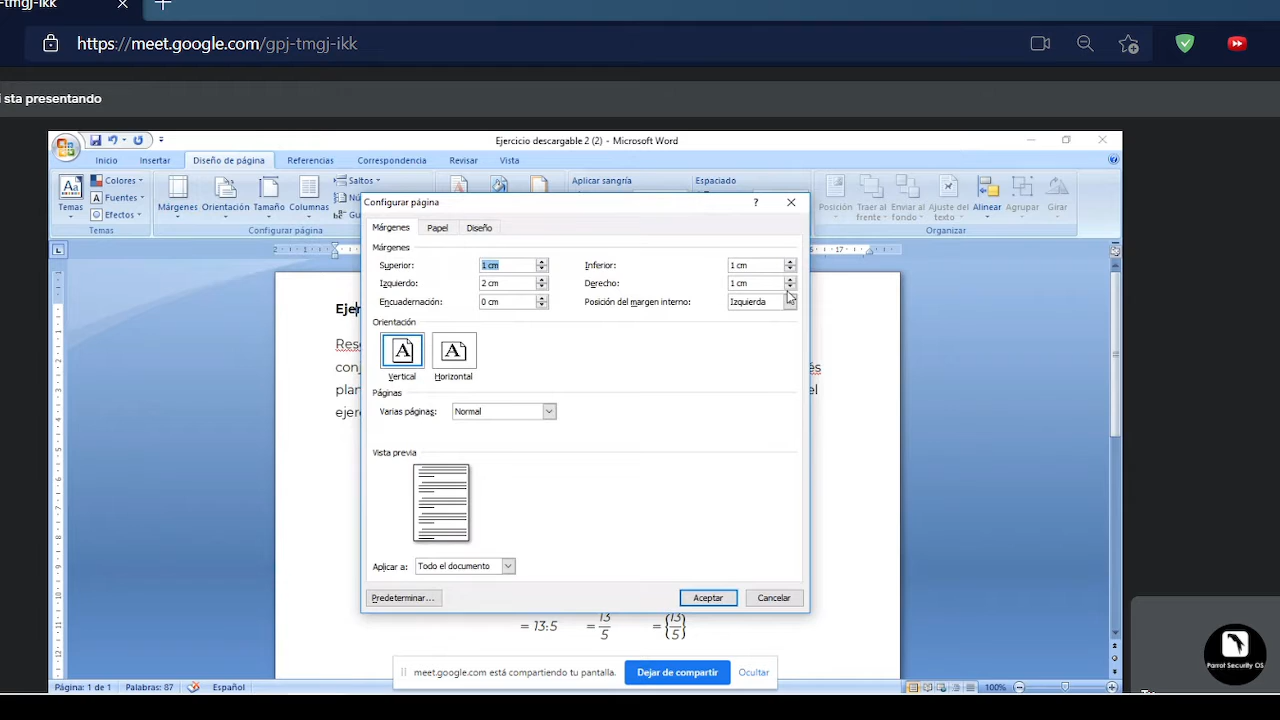 -tmgj-ikk
https://meet.google.com/gpj-tmgj-ikk
sta presentando
Ejercicio descargable 2 (2) - Microsoft Word
Inicio Insertar Diseño de página Referencias Correspondencia Revisar Vista
Colores Saltos Aplicar sangría Espaciado
Fuentes
Efectos
Temas Márgenes Orientación Tamaño Columnas Posición Traer al frente Enviar al fondo Ajuste del texto Alinear Agrupar Girar
Temas Configurar página Organizar
Configurar página
Márgenes Papel Diseño
Márgenes
Superior: 1 cm Inferior: 1 cm
Izquierdo: 2 cm Derecho: 1 cm
Encuadernación: 0 cm Posición del margen interno: Izquierda
Orientación
Vertical Horizontal
Páginas
Varias páginas: Normal
Vista previa
Aplicar a: Todo el documento
Predeterminar... Aceptar Cancelar
= 13:5 = 13/5 = {13/5}
meet.google.com está compartiendo tu pantalla. Dejar de compartir Ocultar
Parrot Security OS
Página: 1 de 1 Palabras: 87 Español 100%